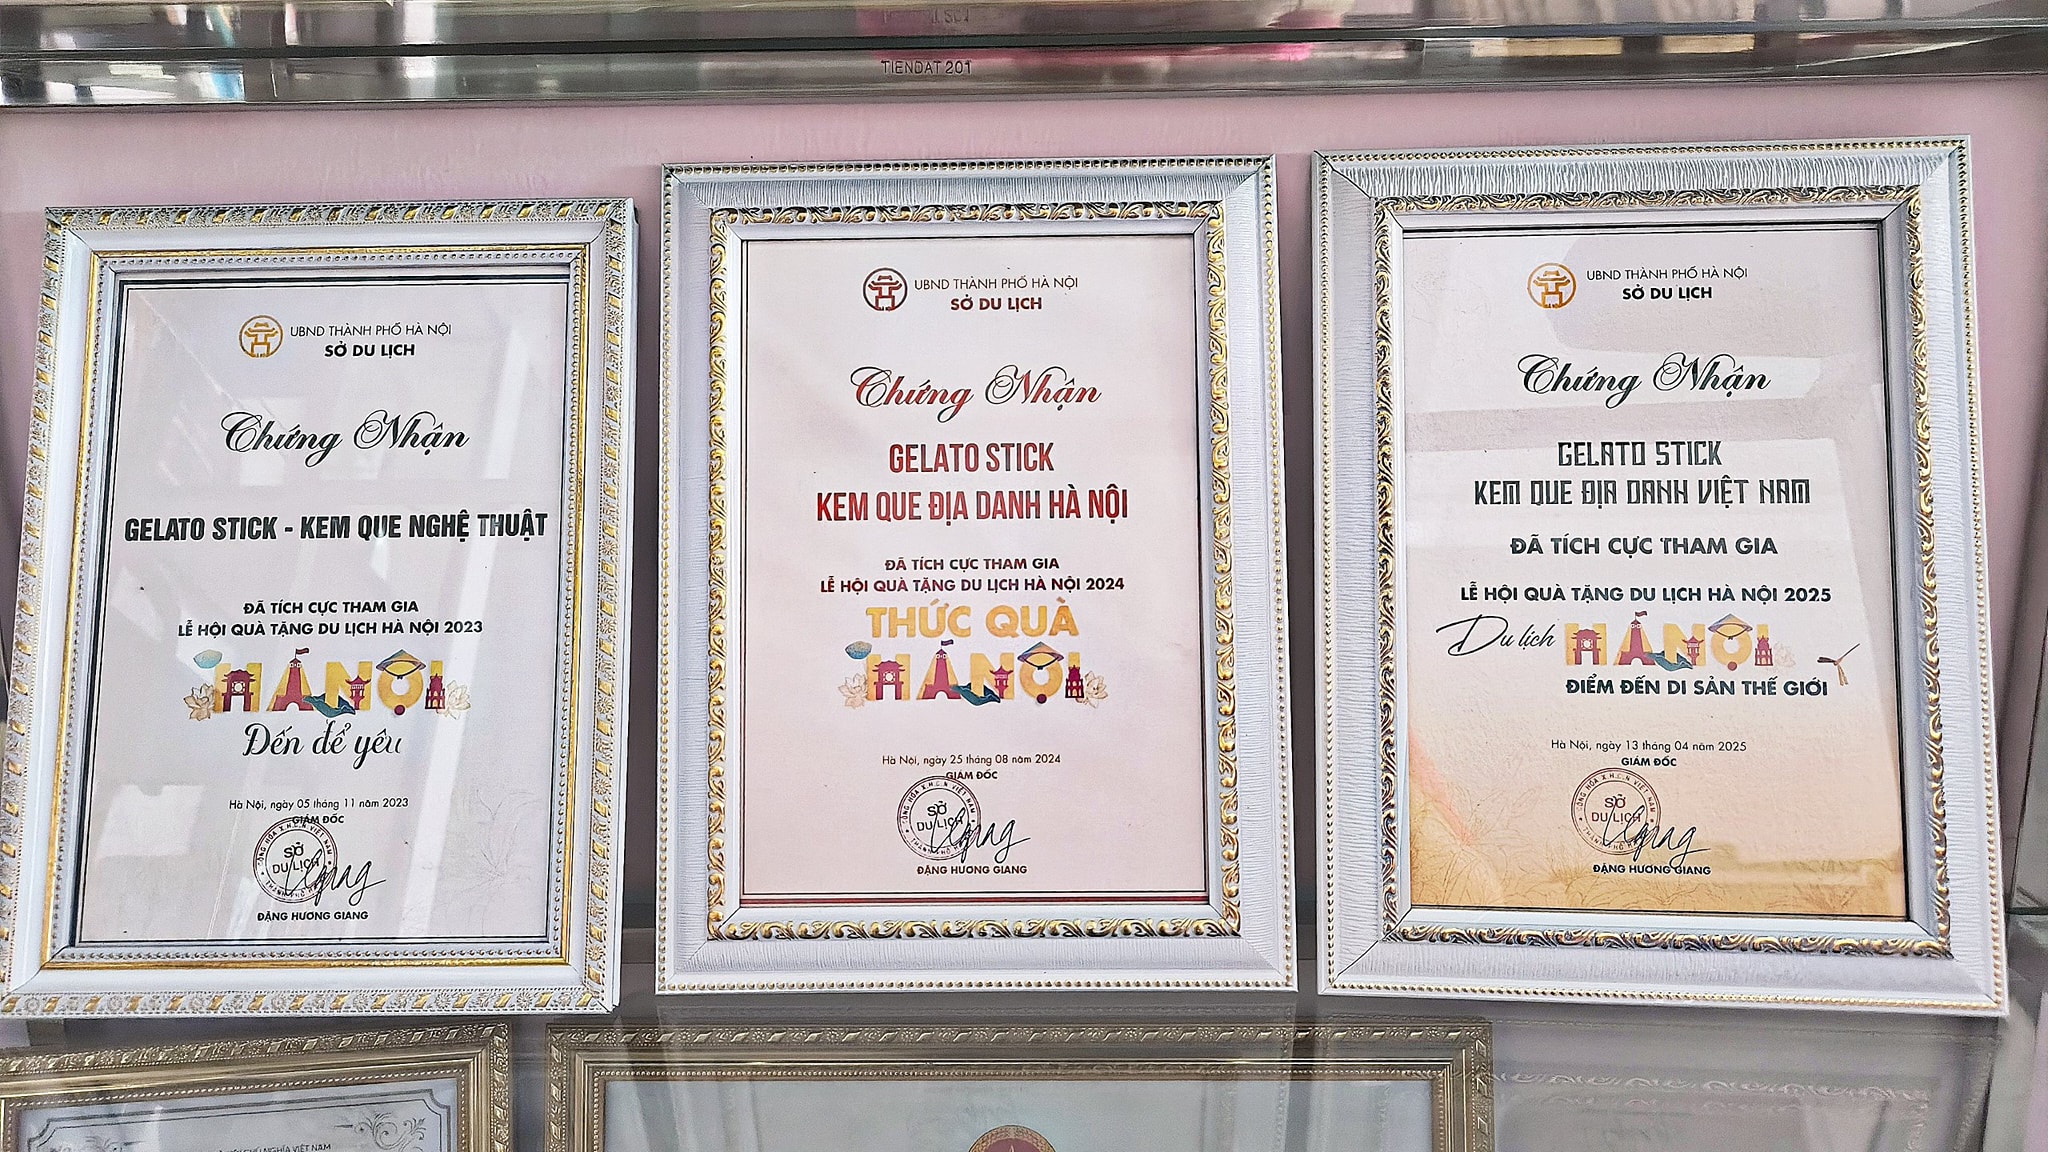 TIENDAT 201
UBND THÀNH PHỐ HÀ NỘI
SỞ DU LỊCH
Chứng Nhận
GELATO STICK - KEM QUE NGHỆ THUẬT
ĐÃ TÍCH CỰC THAM GIA
LỄ HỘI QUÀ TẶNG DU LỊCH HÀ NỘI 2023
HÀNỘI
Đến để yêu
Hà Nội, ngày 05 tháng 11 năm 2023
GIÁM ĐỐC
SỞ
DU LỊCH
ĐẶNG HƯƠNG GIANG
UBND THÀNH PHỐ HÀ NỘI
SỞ DU LỊCH
Chứng Nhận
GELATO STICK
KEM QUE ĐỊA DANH HÀ NỘI
ĐÃ TÍCH CỰC THAM GIA
LỄ HỘI QUÀ TẶNG DU LỊCH HÀ NỘI 2024
THỨC QUÀ
HÀNỘI
Hà Nội, ngày 25 tháng 08 năm 2024
GIÁM ĐỐC
SỞ
DU LỊCH
ĐẶNG HƯƠNG GIANG
UBND THÀNH PHỐ HÀ NỘI
SỞ DU LỊCH
Chứng Nhận
GELATO STICK
KEM QUE ĐỊA DANH VIỆT NAM
ĐÃ TÍCH CỰC THAM GIA
LỄ HỘI QUÀ TẶNG DU LỊCH HÀ NỘI 2025
Du lịch HÀNỘI
ĐIỂM ĐẾN DI SẢN THẾ GIỚI
Hà Nội, ngày 13 tháng 04 năm 2025
GIÁM ĐỐC
SỞ
DU LỊCH
ĐẶNG HƯƠNG GIANG
NGHĨA VIỆT NAM